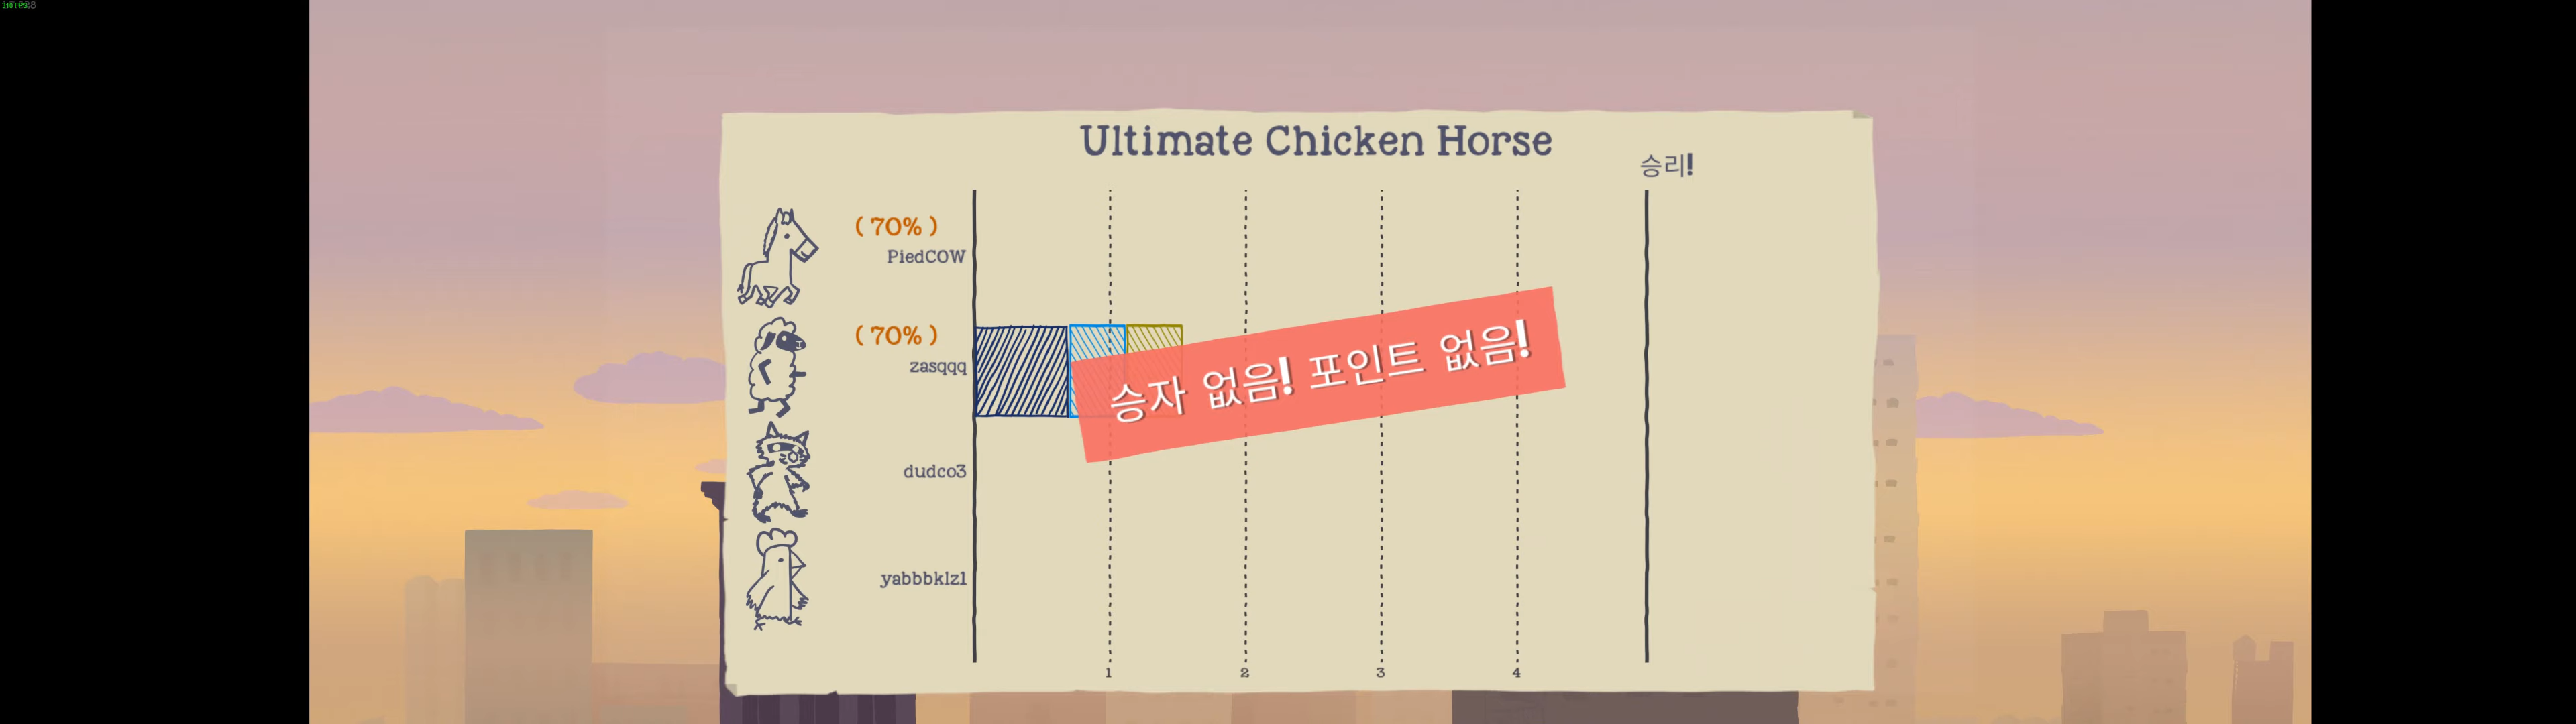 Ultimate Chicken Horse
승리!
( 70% )
PiedCOW
( 70% )
zasqqq
승자 없음! 포인트 없음!
dudco3
yabbbklz1
1 2 3 4